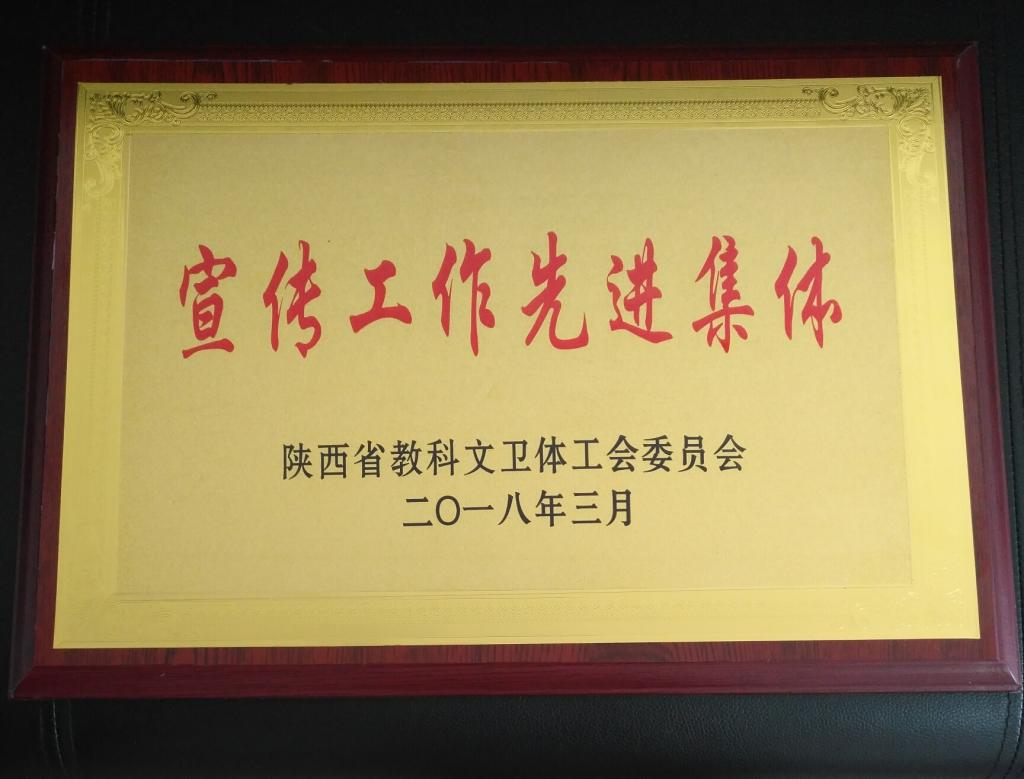 宣传工作先进集体
陕西省教科文卫体工会委员会
二〇一八年三月